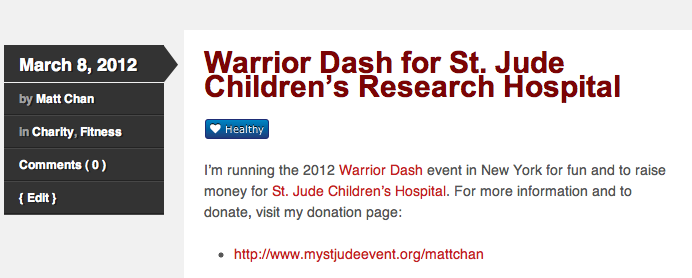 March 8, 2012
by Matt Chan
in Charity, Fitness
Comments ( 0 )
{ Edit }
Warrior Dash for St. Jude
Children’s Research Hospital
Healthy
I’m running the 2012 Warrior Dash event in New York for fun and to raise
money for St. Jude Children’s Hospital. For more information and to
donate, visit my donation page:
• http://www.mystjudeevent.org/mattchan